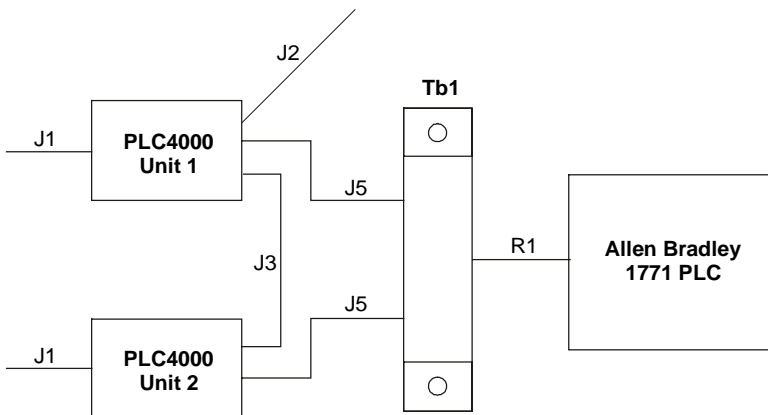 J2
Tb1
J1
PLC4000
Unit 1
J5
J3
R1
Allen Bradley
1771 PLC
J5
J1
PLC4000
Unit 2